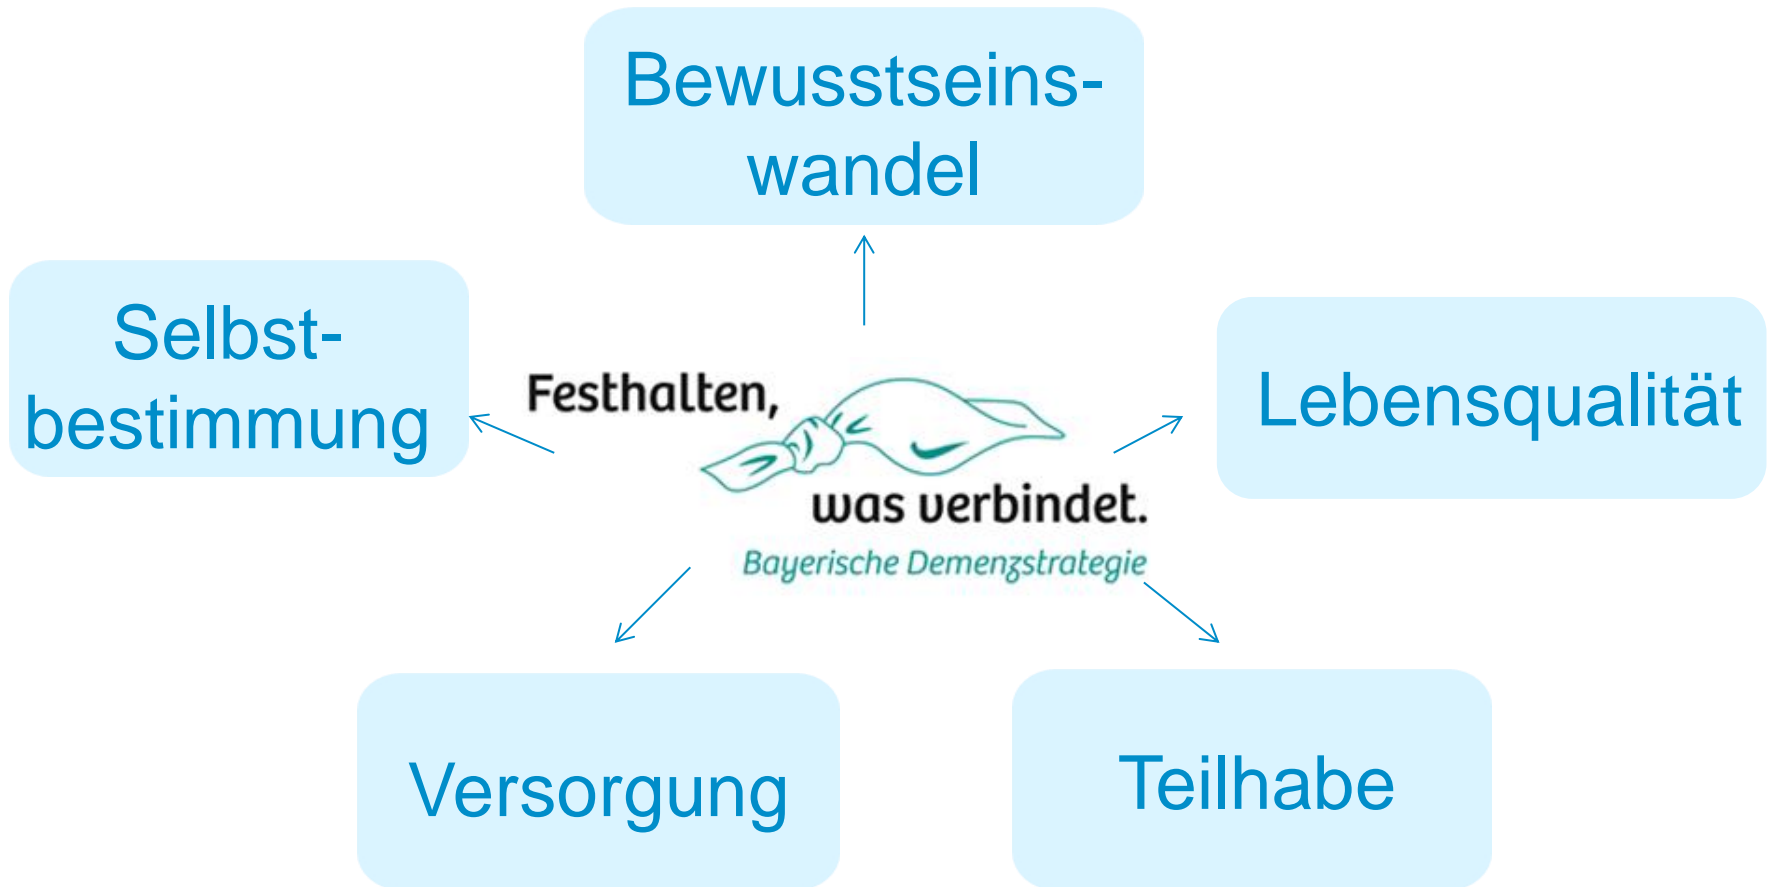 Bewusstseins-
wandel
Selbst-
bestimmung
Festhalten,
was verbindet.
Bayerische Demenzstrategie
Lebensqualität
Versorgung
Teilhabe